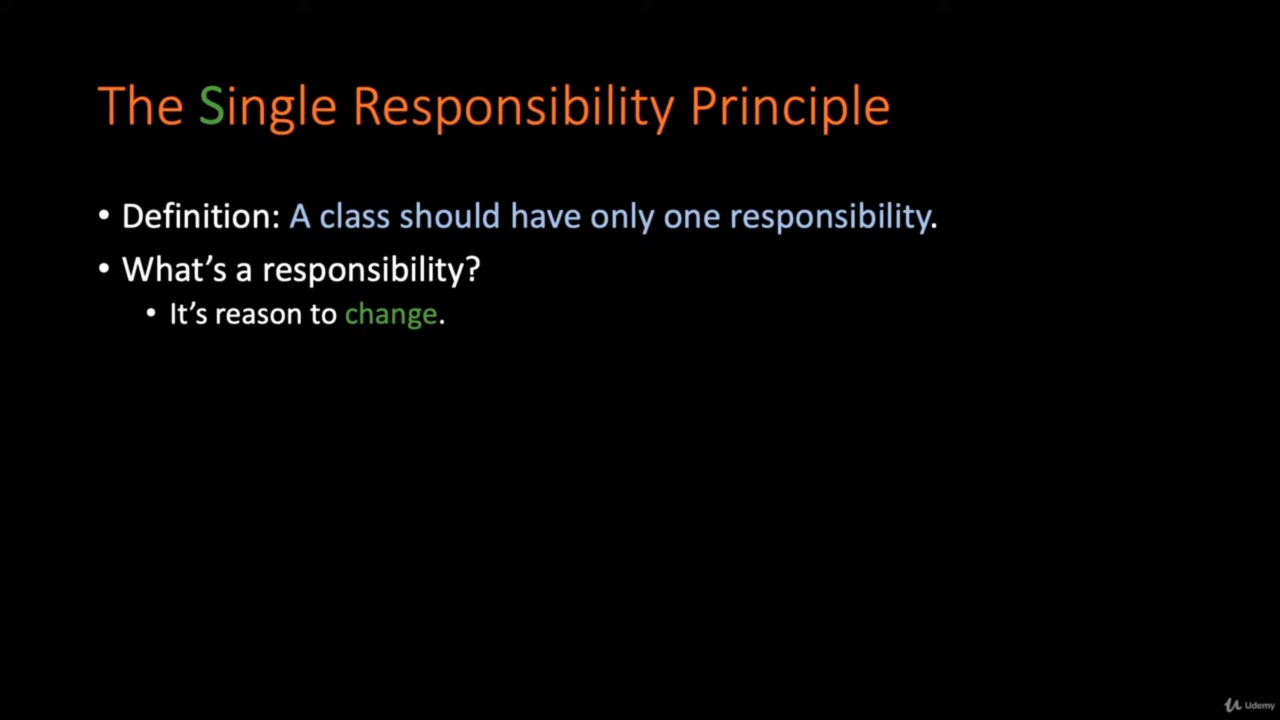 The Single Responsibility Principle
• Definition: A class should have only one responsibility.
• What's a responsibility?
• It's reason to change.
Udemy